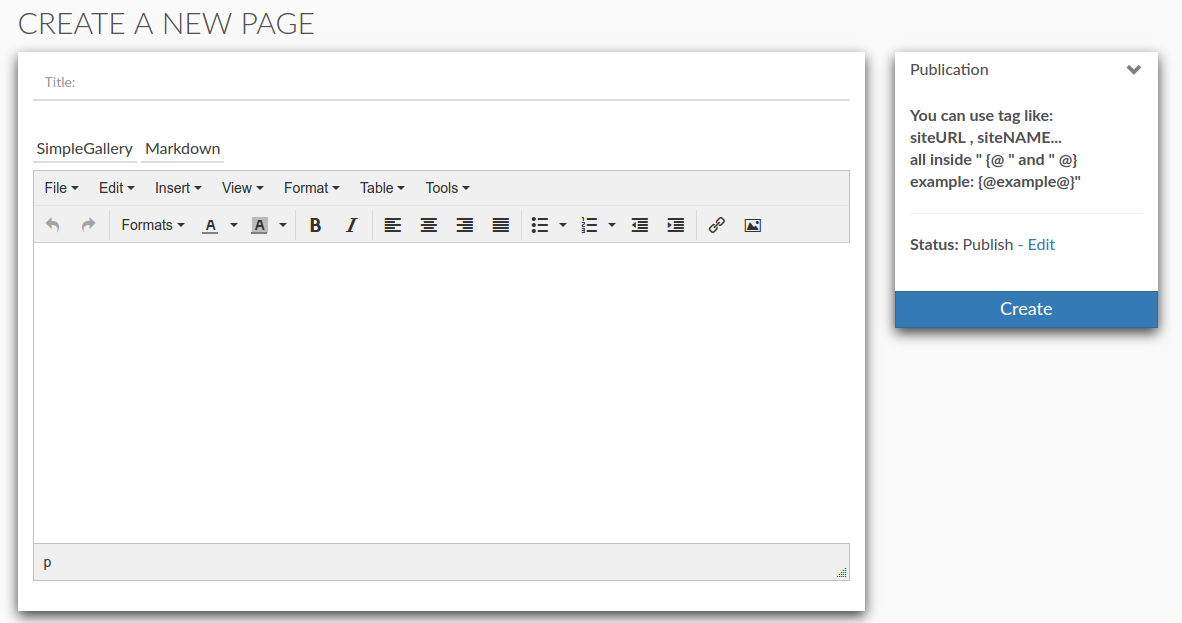 CREATE A NEW PAGE
Title:
SimpleGallery Markdown
File Edit Insert View Format Table Tools
Formats A A B I
p
Publication
You can use tag like:
siteURL , siteNAME...
all inside " {@ " and " @}
example: {@example@}"
Status: Publish - Edit
Create